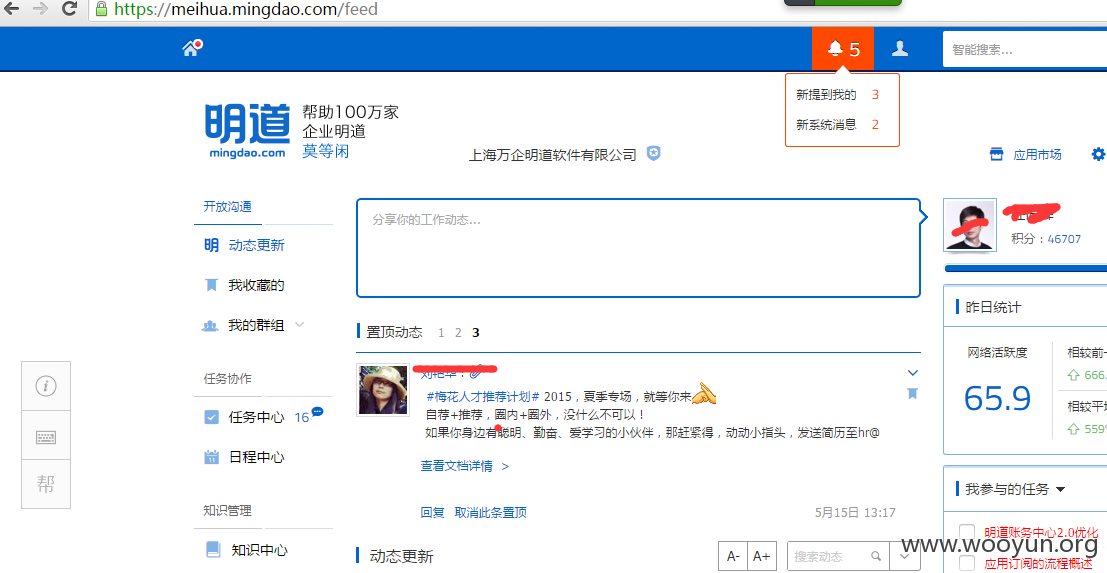 https://meihua.mingdao.com/feed
5
智能搜索...
新提到我的 3
新系统消息 2
明道
mingdao.com
帮助100万家
企业明道
莫等闲
上海万企明道软件有限公司
应用市场
开放沟通
明 动态更新
我收藏的
我的群组
任务协作
任务中心 16
日程中心
知识管理
知识中心
帮
分享你的工作动态...
置顶动态 1 2 3
#梅花人才推荐计划# 2015，夏季专场，就等你来
自荐+推荐，圈内+圈外，没什么不可以！
如果你身边有聪明、勤奋、爱学习的小伙伴，那赶紧得，动动小指头，发送简历至hr@
查看文档详情 >
回复 取消此条置顶
5月15日 13:17
动态更新
A- A+
搜索动态
积分：46707
昨日统计
网络活跃度
65.9
相较前一
666.
相较平均
559%
我参与的任务
明道账务中心2.0优化
应用订阅的流程概述
www.wooyun.org